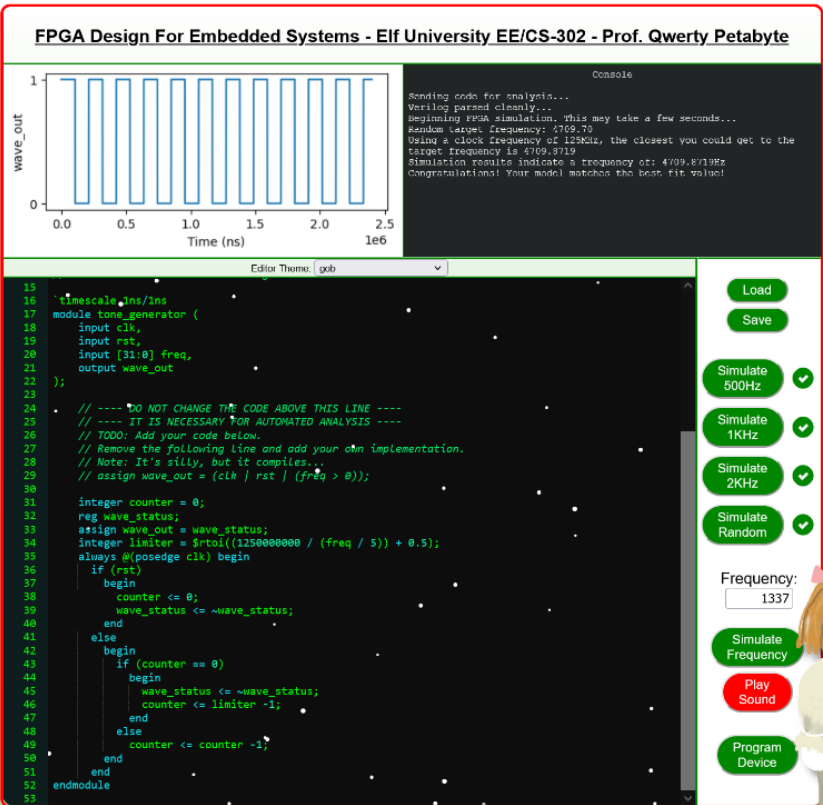 FPGA Design For Embedded Systems - Elf University EE/CS-302 - Prof. Qwerty Petabyte
wave_out
1
0
0.0 0.5 1.0 1.5 2.0 2.5
Time (ns)
1e6
Console
Sending code for analysis...
Verilog parsed cleanly...
Beginning FPGA simulation. This may take a few seconds...
Random target frequency: 4709.70
Using a clock frequency of 125MHz, the closest you could get to the
target frequency is 4709.8719
Simulation results indicate a frequency of: 4709.8719Hz
Congratulations! Your model matches the best fit value!
Editor Theme: gob
15
16 `timescale 1ns/1ns
17 module tone_generator (
18 input clk,
19 input rst,
20 input [31:0] freq,
21 output wave_out
22 );
23
24 // ---- DO NOT CHANGE THE CODE ABOVE THIS LINE ----
25 // ---- IT IS NECESSARY FOR AUTOMATED ANALYSIS ----
26 // TODO: Add your code below.
27 // Remove the following line and add your own implementation.
28 // Note: It's silly, but it compiles...
29 // assign wave_out = (clk | rst | (freq > 0));
30
31 integer counter = 0;
32 reg wave_status;
33 assign wave_out = wave_status;
34 integer limiter = $rtoi((1250000000 / (freq / 5)) + 0.5);
35 always @(posedge clk) begin
36 if (rst)
37 begin
38 counter <= 0;
39 wave_status <= ~wave_status;
40 end
41 else
42 begin
43 if (counter == 0)
44 begin
45 wave_status <= ~wave_status;
46 counter <= limiter -1;
47 end
48 else
49 counter <= counter -1;
50 end
51 end
52 endmodule
53
Load
Save
Simulate
500Hz
Simulate
1KHz
Simulate
2KHz
Simulate
Random
Frequency:
1337
Simulate
Frequency
Play
Sound
Program
Device